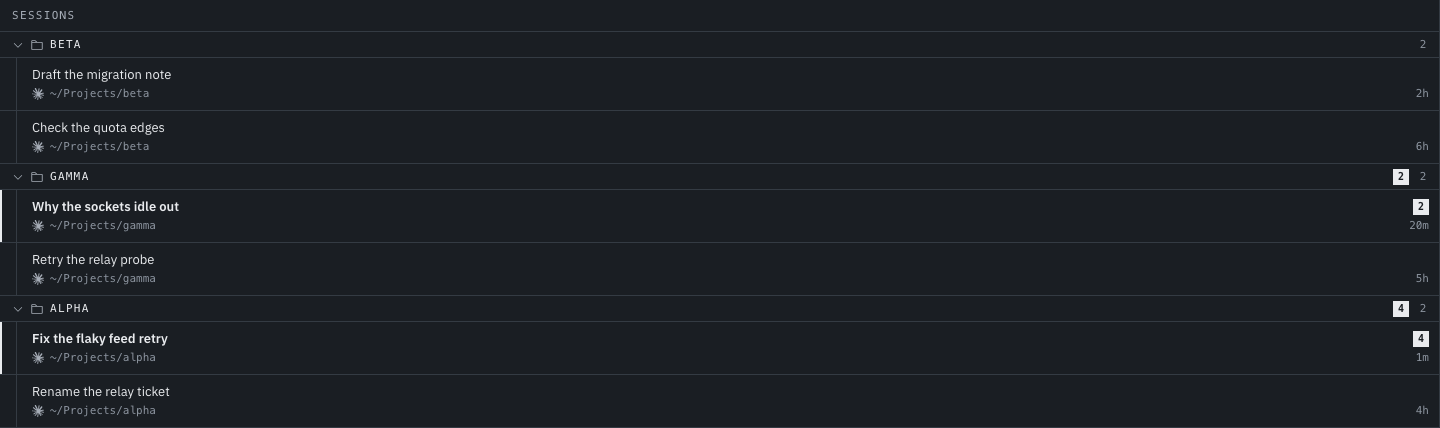 SESSIONS
BETA 2
Draft the migration note
~/Projects/beta 2h
Check the quota edges
~/Projects/beta 6h
GAMMA 2 2
Why the sockets idle out 2
~/Projects/gamma 20m
Retry the relay probe
~/Projects/gamma 5h
ALPHA 4 2
Fix the flaky feed retry 4
~/Projects/alpha 1m
Rename the relay ticket
~/Projects/alpha 4h